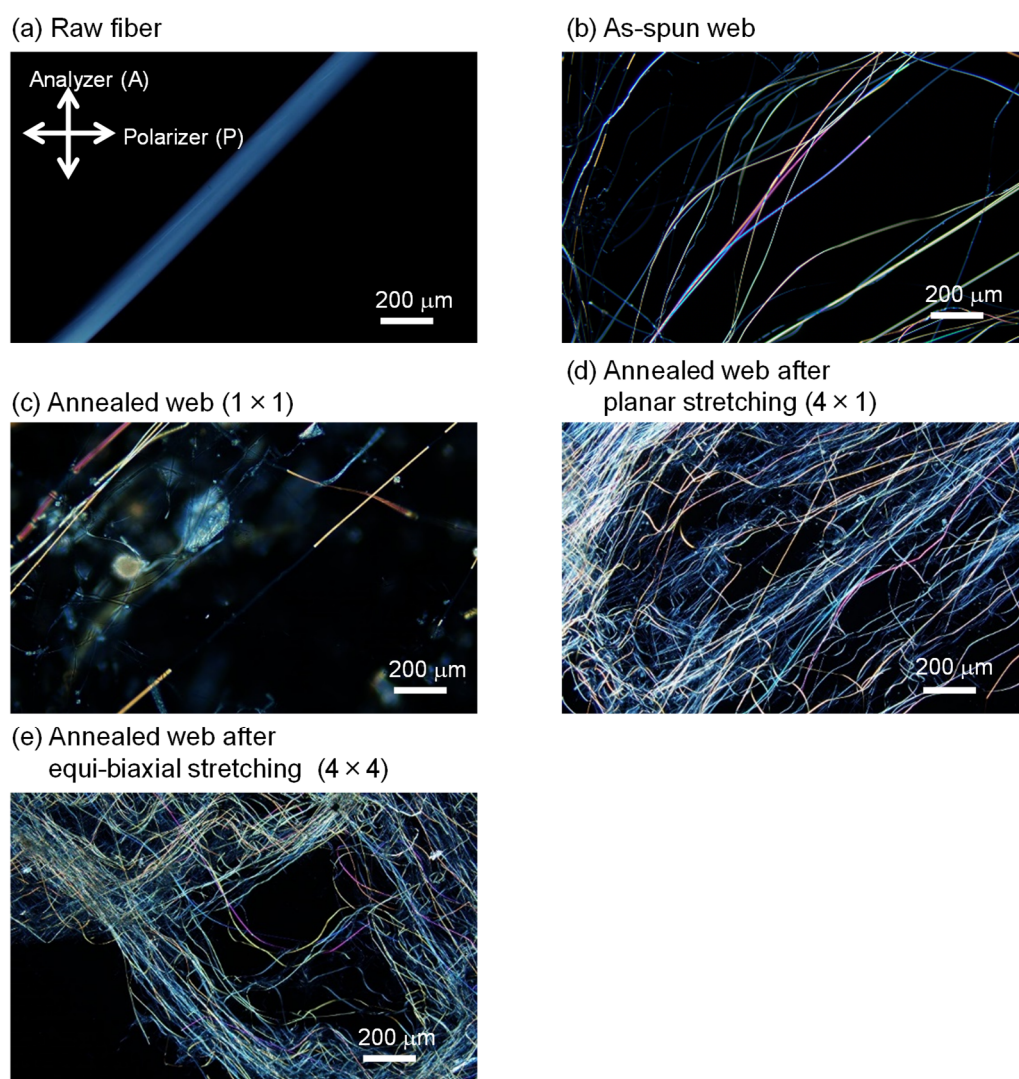 (a) Raw fiber
Analyzer (A)
Polarizer (P)
200 μm
(b) As-spun web
200 μm
(c) Annealed web (1 × 1)
200 μm
(d) Annealed web after
planar stretching (4 × 1)
200 μm
(e) Annealed web after
equi-biaxial stretching (4 × 4)
200 μm